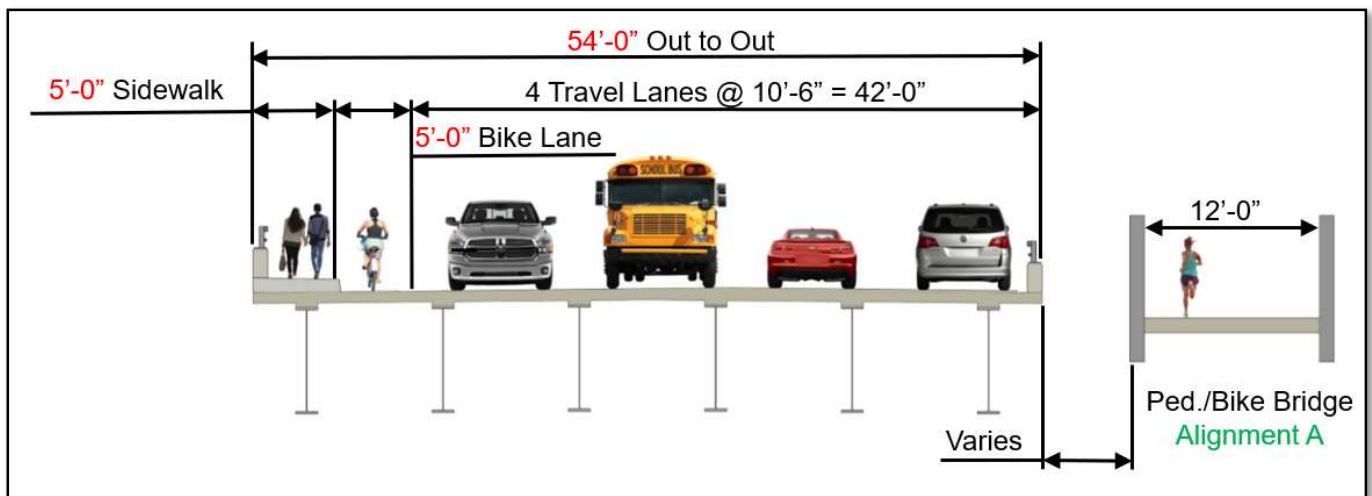 54’-0” Out to Out
5’-0” Sidewalk
4 Travel Lanes @ 10’-6” = 42’-0”
5’-0” Bike Lane
SCHOOL BUS
12’-0”
Ped./Bike Bridge
Alignment A
Varies